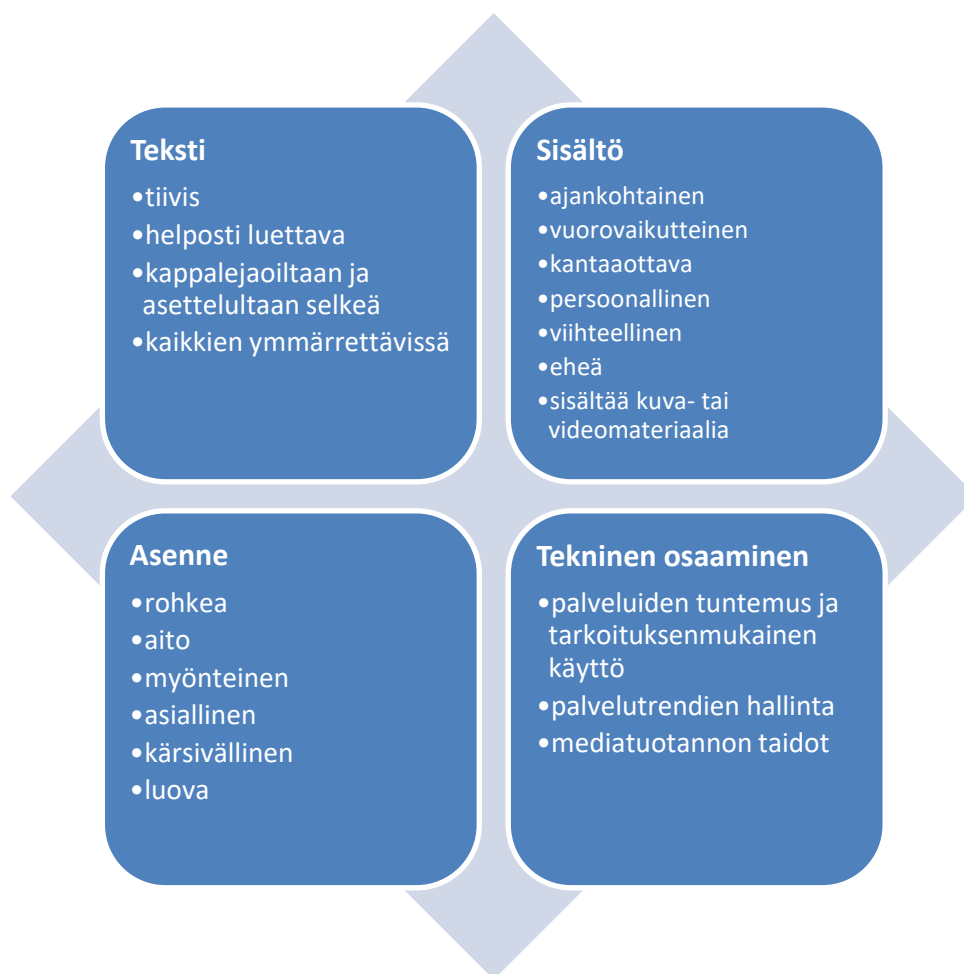 Teksti
•tiivis
•helposti luettava
•kappalejaoiltaan ja
asettelultaan selkeä
•kaikkien ymmärrettävissä
Sisältö
•ajankohtainen
•vuorovaikutteinen
•kantaaottava
•persoonallinen
•viihteellinen
•eheä
•sisältää kuva- tai
videomateriaalia
Asenne
•rohkea
•aito
•myönteinen
•asiallinen
•kärsivällinen
•luova
Tekninen osaaminen
•palveluiden tuntemus ja
tarkoituksenmukainen
käyttö
•palvelutrendien hallinta
•mediatuotannon taidot